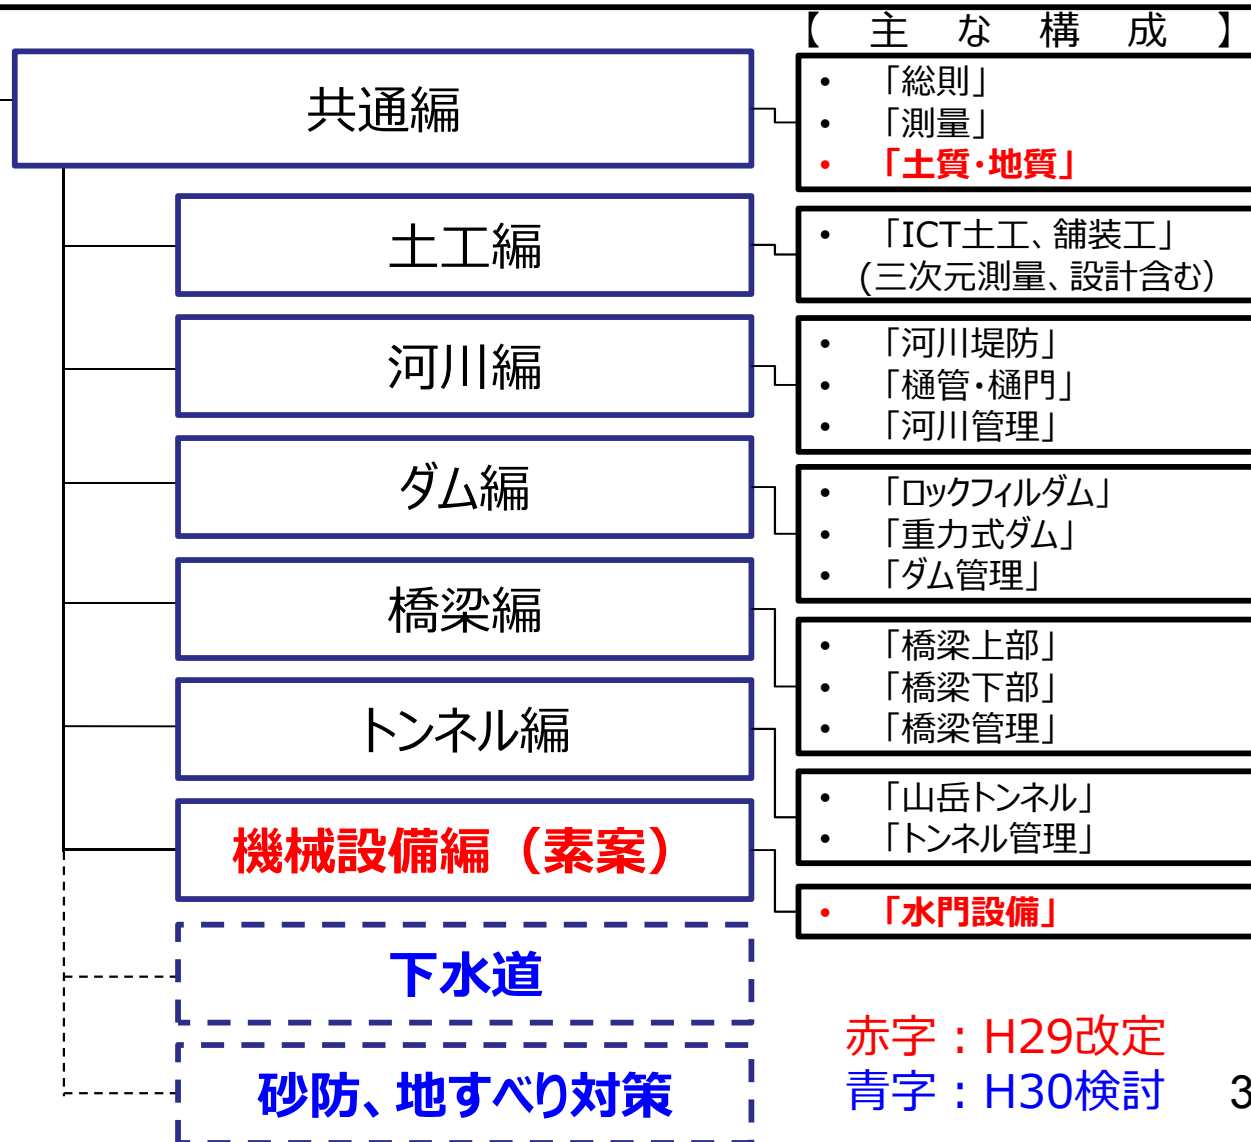 【主な構成】
共通編
• 「総則」
• 「測量」
• 「土質・地質」
土工編
• 「ICT土工、舗装工」
(三次元測量、設計含む)
河川編
• 「河川堤防」
• 「樋管・樋門」
• 「河川管理」
ダム編
• 「ロックフィルダム」
• 「重力式ダム」
• 「ダム管理」
橋梁編
• 「橋梁上部」
• 「橋梁下部」
• 「橋梁管理」
トンネル編
• 「山岳トンネル」
• 「トンネル管理」
機械設備編（素案）
• 「水門設備」
下水道
砂防、地すべり対策
赤字：H29改定
青字：H30検討
3